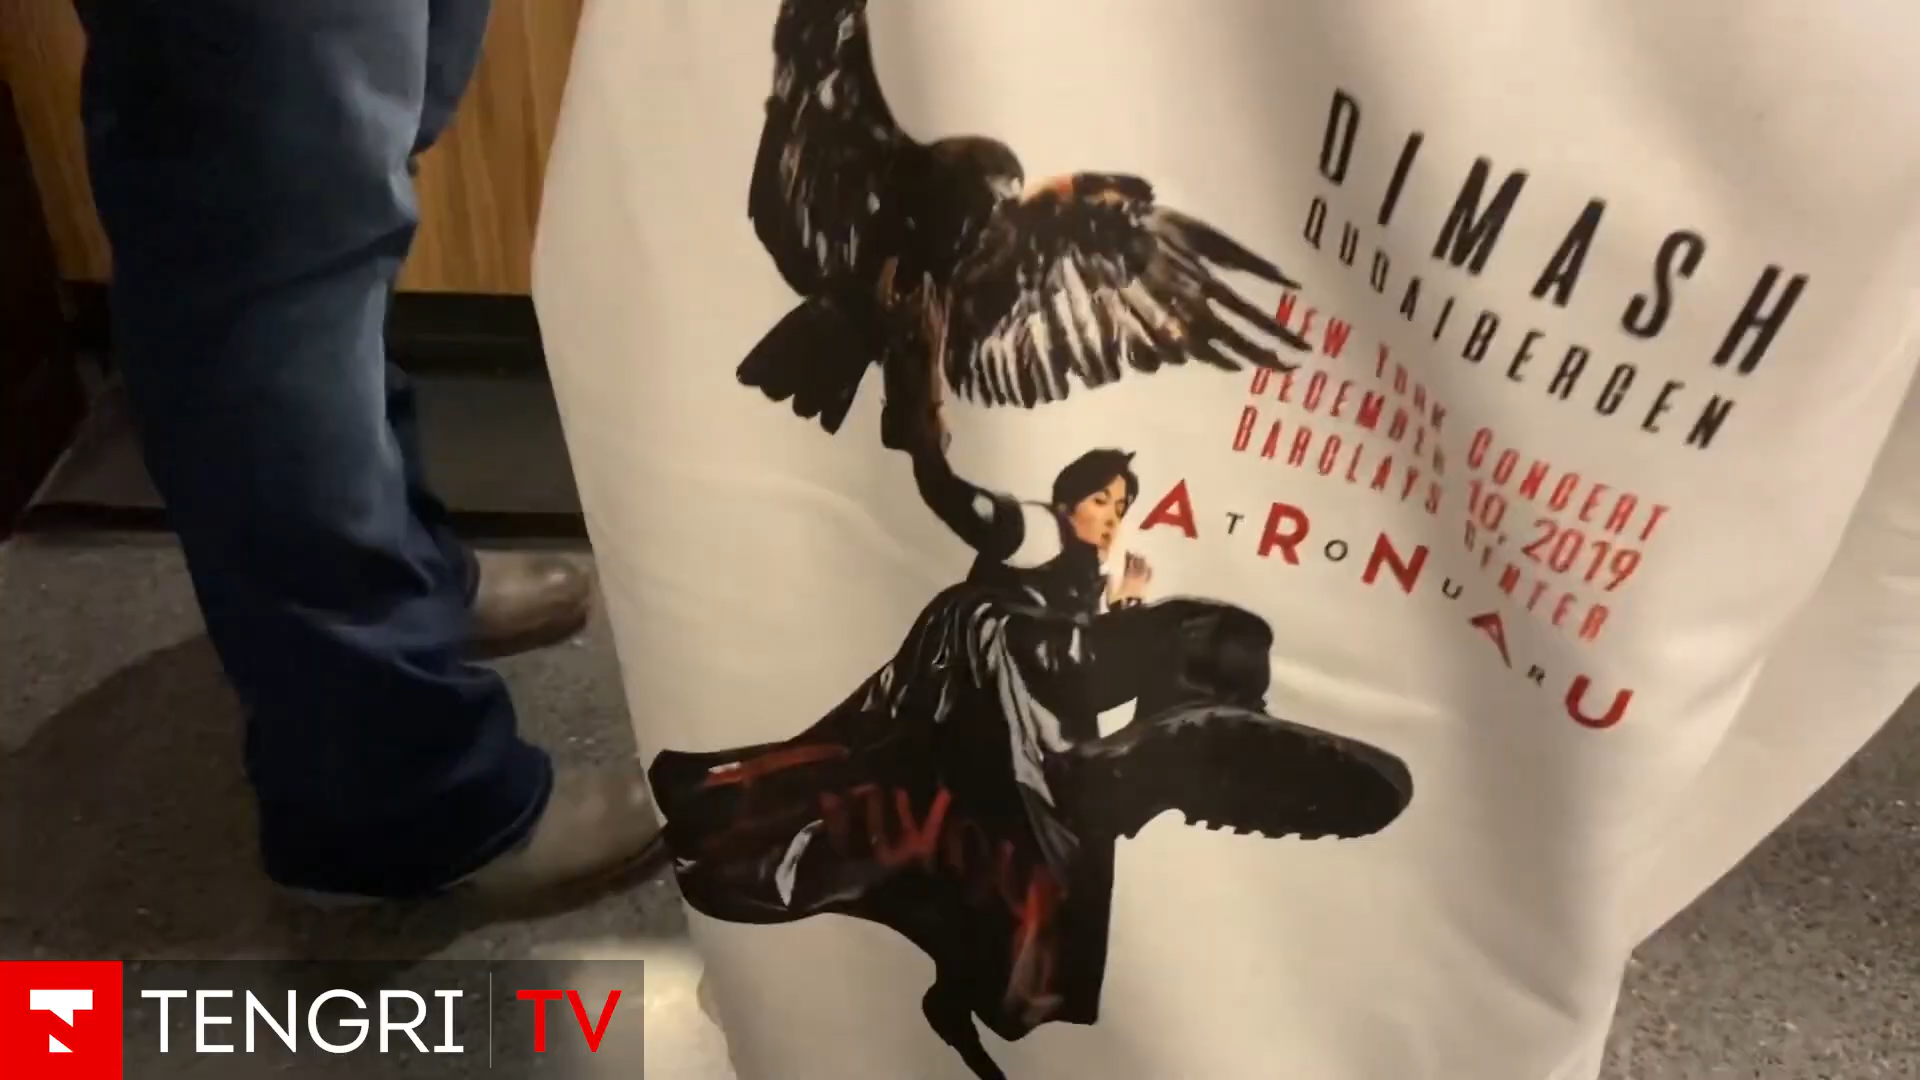 DIMASH
QUDAIBERGEN
NEW YORK CONCERT
DECEMBER 10, 2019
BARCLAYS CENTER
ATRONUARU
TENGRI TV